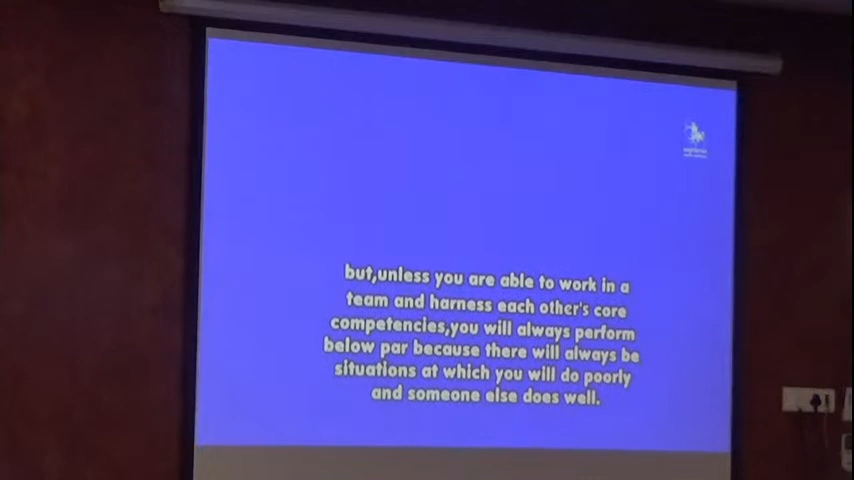 but,unless you are able to work in a
team and harness each other's core
competencies,you will always perform
below par because there will always be
situations at which you will do poorly
and someone else does well.